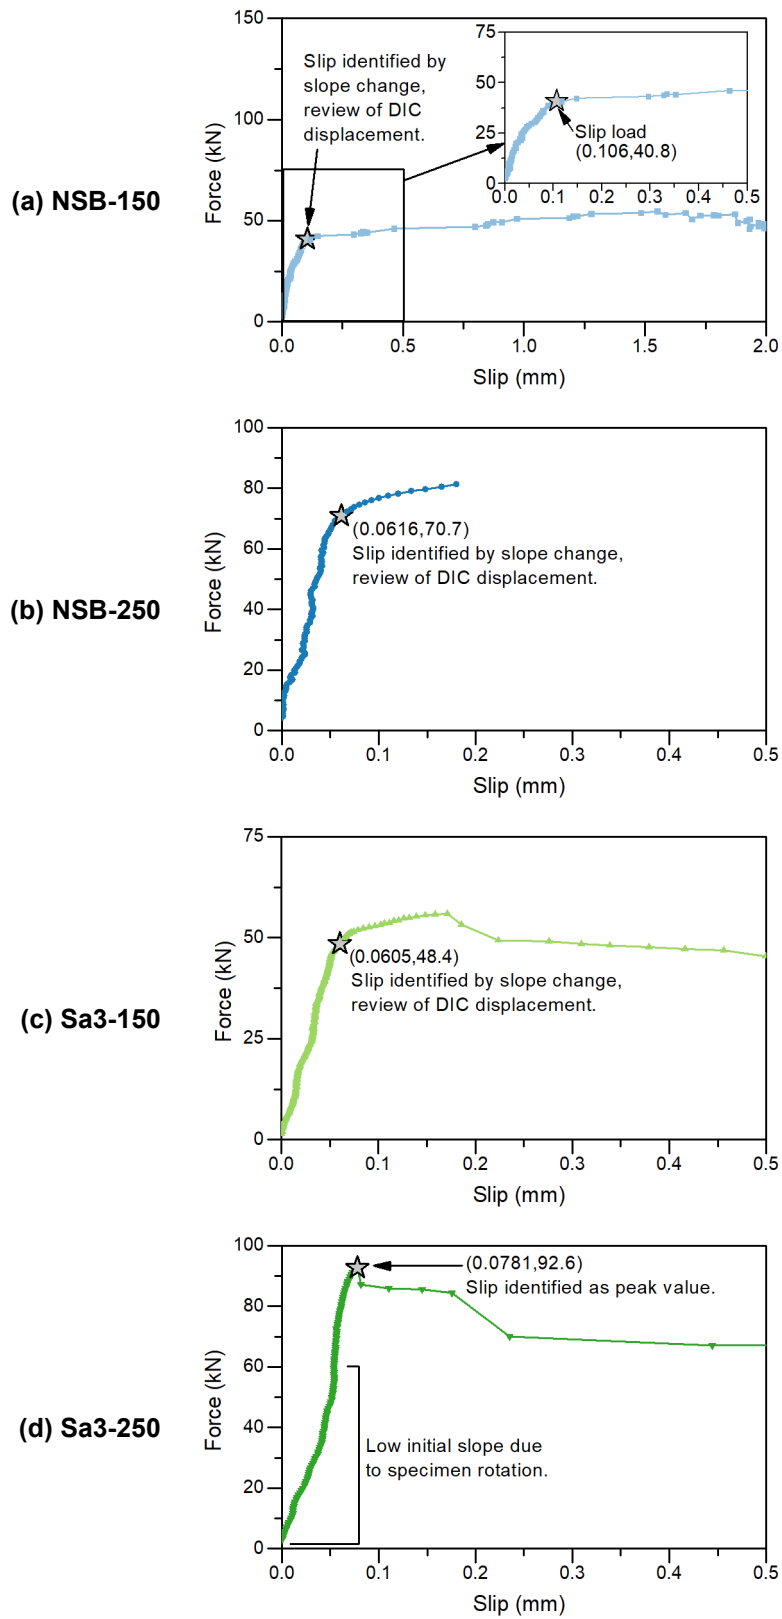 (a) NSB-150
Force (kN)
150
100
50
0
Slip identified by
slope change,
review of DIC
displacement.
75
50
25
0
Slip load
(0.106,40.8)
0.0 0.1 0.2 0.3 0.4 0.5
0.0 0.5 1.0 1.5 2.0
Slip (mm)
(b) NSB-250
Force (kN)
100
80
60
40
20
0
(0.0616,70.7)
Slip identified by slope change,
review of DIC displacement.
0.0 0.1 0.2 0.3 0.4 0.5
Slip (mm)
(c) Sa3-150
Force (kN)
75
50
25
0
(0.0605,48.4)
Slip identified by slope change,
review of DIC displacement.
0.0 0.1 0.2 0.3 0.4 0.5
Slip (mm)
(d) Sa3-250
Force (kN)
100
80
60
40
20
0
(0.0781,92.6)
Slip identified as peak value.
Low initial slope due
to specimen rotation.
0.0 0.1 0.2 0.3 0.4 0.5
Slip (mm)